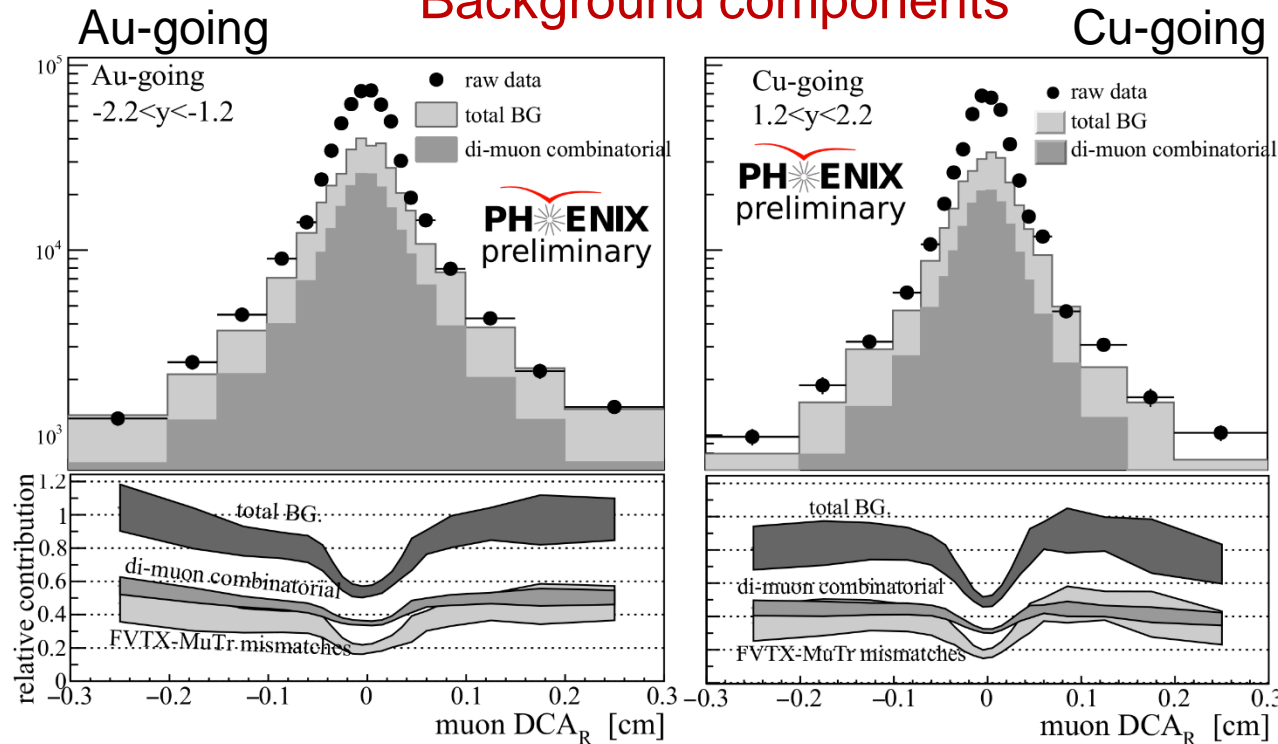 Background components
Au-going
Cu-going
Au-going
-2.2<y<-1.2
raw data
total BG
di-muon combinatorial
PHENIX
preliminary
10⁵
10⁴
10³
Cu-going
1.2<y<2.2
raw data
total BG
di-muon combinatorial
PHENIX
preliminary
relative contribution
1.2
1
0.8
0.6
0.4
0.2
0
total BG.
di-muon combinatorial
FVTX-MuTr mismatches
−0.3 −0.2 −0.1 0 0.1 0.2 0.3
muon DCA_R [cm]
total BG.
di-muon combinatorial
FVTX-MuTr mismatches
−0.3 −0.2 −0.1 0 0.1 0.2 0.3
muon DCA_R [cm]